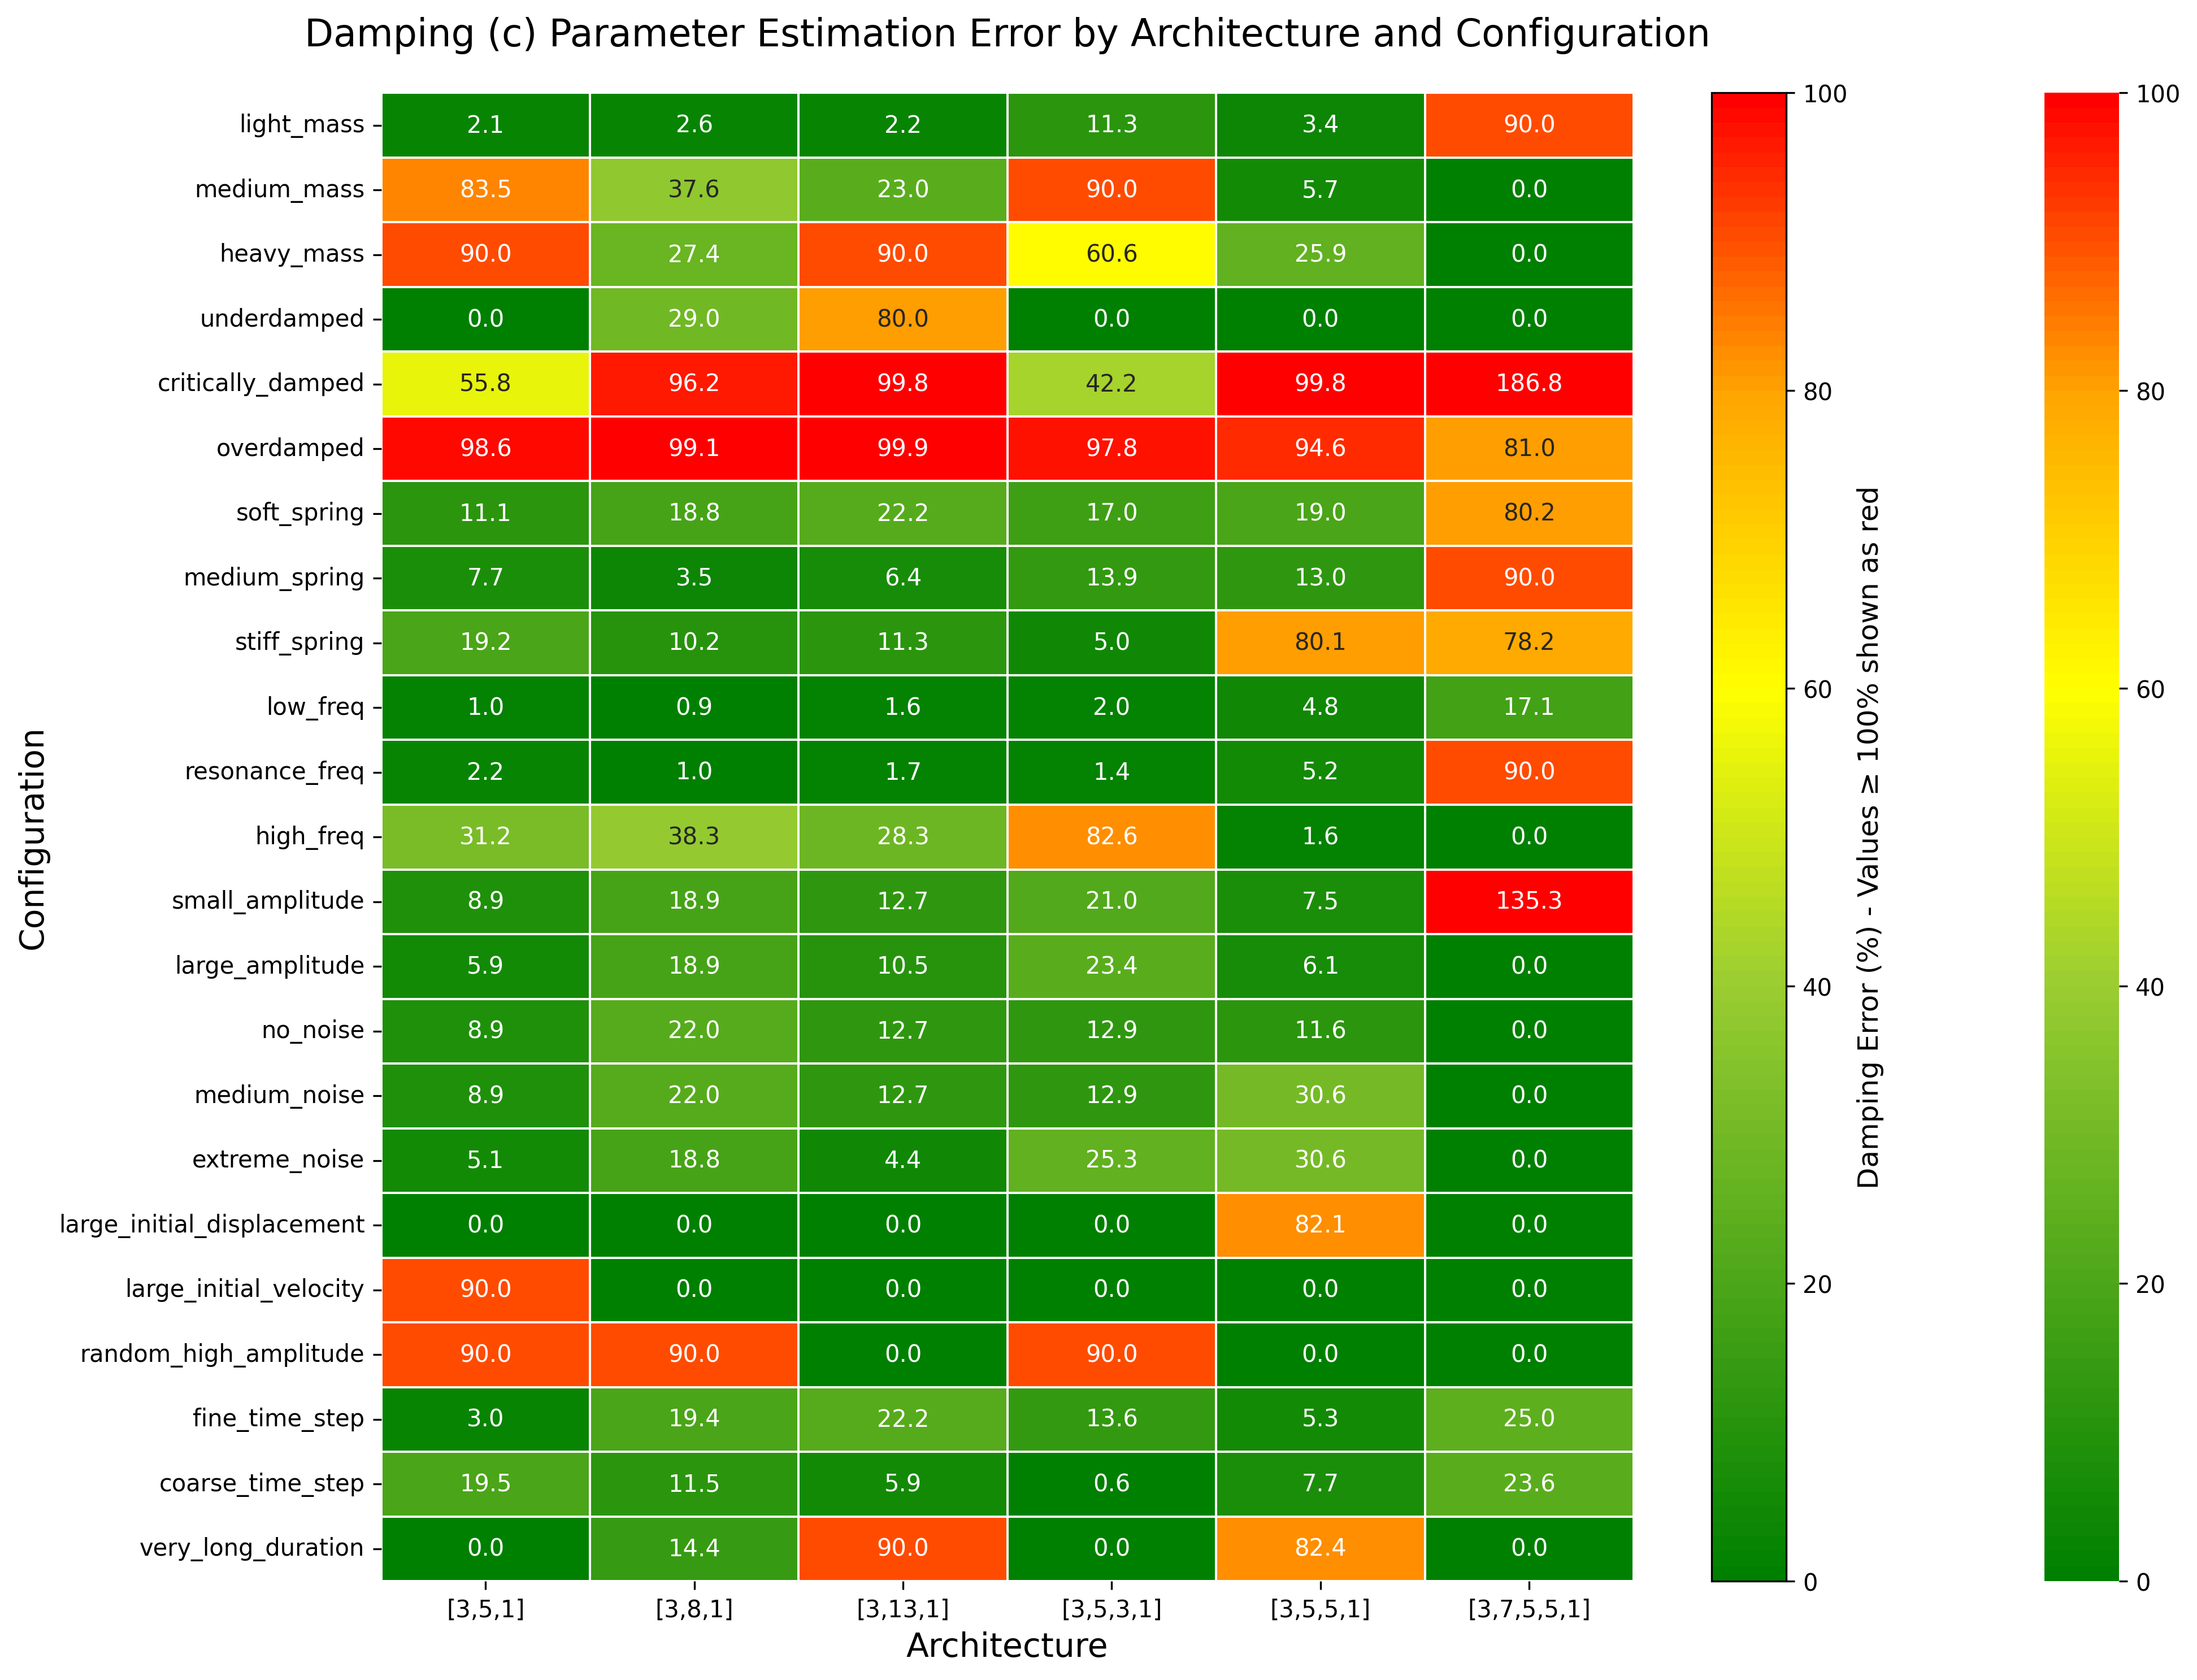 Damping (c) Parameter Estimation Error by Architecture and Configuration
light_mass 2.1 2.6 2.2 11.3 3.4 90.0
medium_mass 83.5 37.6 23.0 90.0 5.7 0.0
heavy_mass 90.0 27.4 90.0 60.6 25.9 0.0
underdamped 0.0 29.0 80.0 0.0 0.0 0.0
critically_damped 55.8 96.2 99.8 42.2 99.8 186.8
overdamped 98.6 99.1 99.9 97.8 94.6 81.0
soft_spring 11.1 18.8 22.2 17.0 19.0 80.2
medium_spring 7.7 3.5 6.4 13.9 13.0 90.0
stiff_spring 19.2 10.2 11.3 5.0 80.1 78.2
low_freq 1.0 0.9 1.6 2.0 4.8 17.1
resonance_freq 2.2 1.0 1.7 1.4 5.2 90.0
high_freq 31.2 38.3 28.3 82.6 1.6 0.0
small_amplitude 8.9 18.9 12.7 21.0 7.5 135.3
large_amplitude 5.9 18.9 10.5 23.4 6.1 0.0
no_noise 8.9 22.0 12.7 12.9 11.6 0.0
medium_noise 8.9 22.0 12.7 12.9 30.6 0.0
extreme_noise 5.1 18.8 4.4 25.3 30.6 0.0
large_initial_displacement 0.0 0.0 0.0 0.0 82.1 0.0
large_initial_velocity 90.0 0.0 0.0 0.0 0.0 0.0
random_high_amplitude 90.0 90.0 0.0 90.0 0.0 0.0
fine_time_step 3.0 19.4 22.2 13.6 5.3 25.0
coarse_time_step 19.5 11.5 5.9 0.6 7.7 23.6
very_long_duration 0.0 14.4 90.0 0.0 82.4 0.0
[3,5,1] [3,8,1] [3,13,1] [3,5,3,1] [3,5,5,1] [3,7,5,5,1]
Architecture
Configuration
100
80
60
40
20
0
Damping Error (%) - Values ≥ 100% shown as red
100
80
60
40
20
0